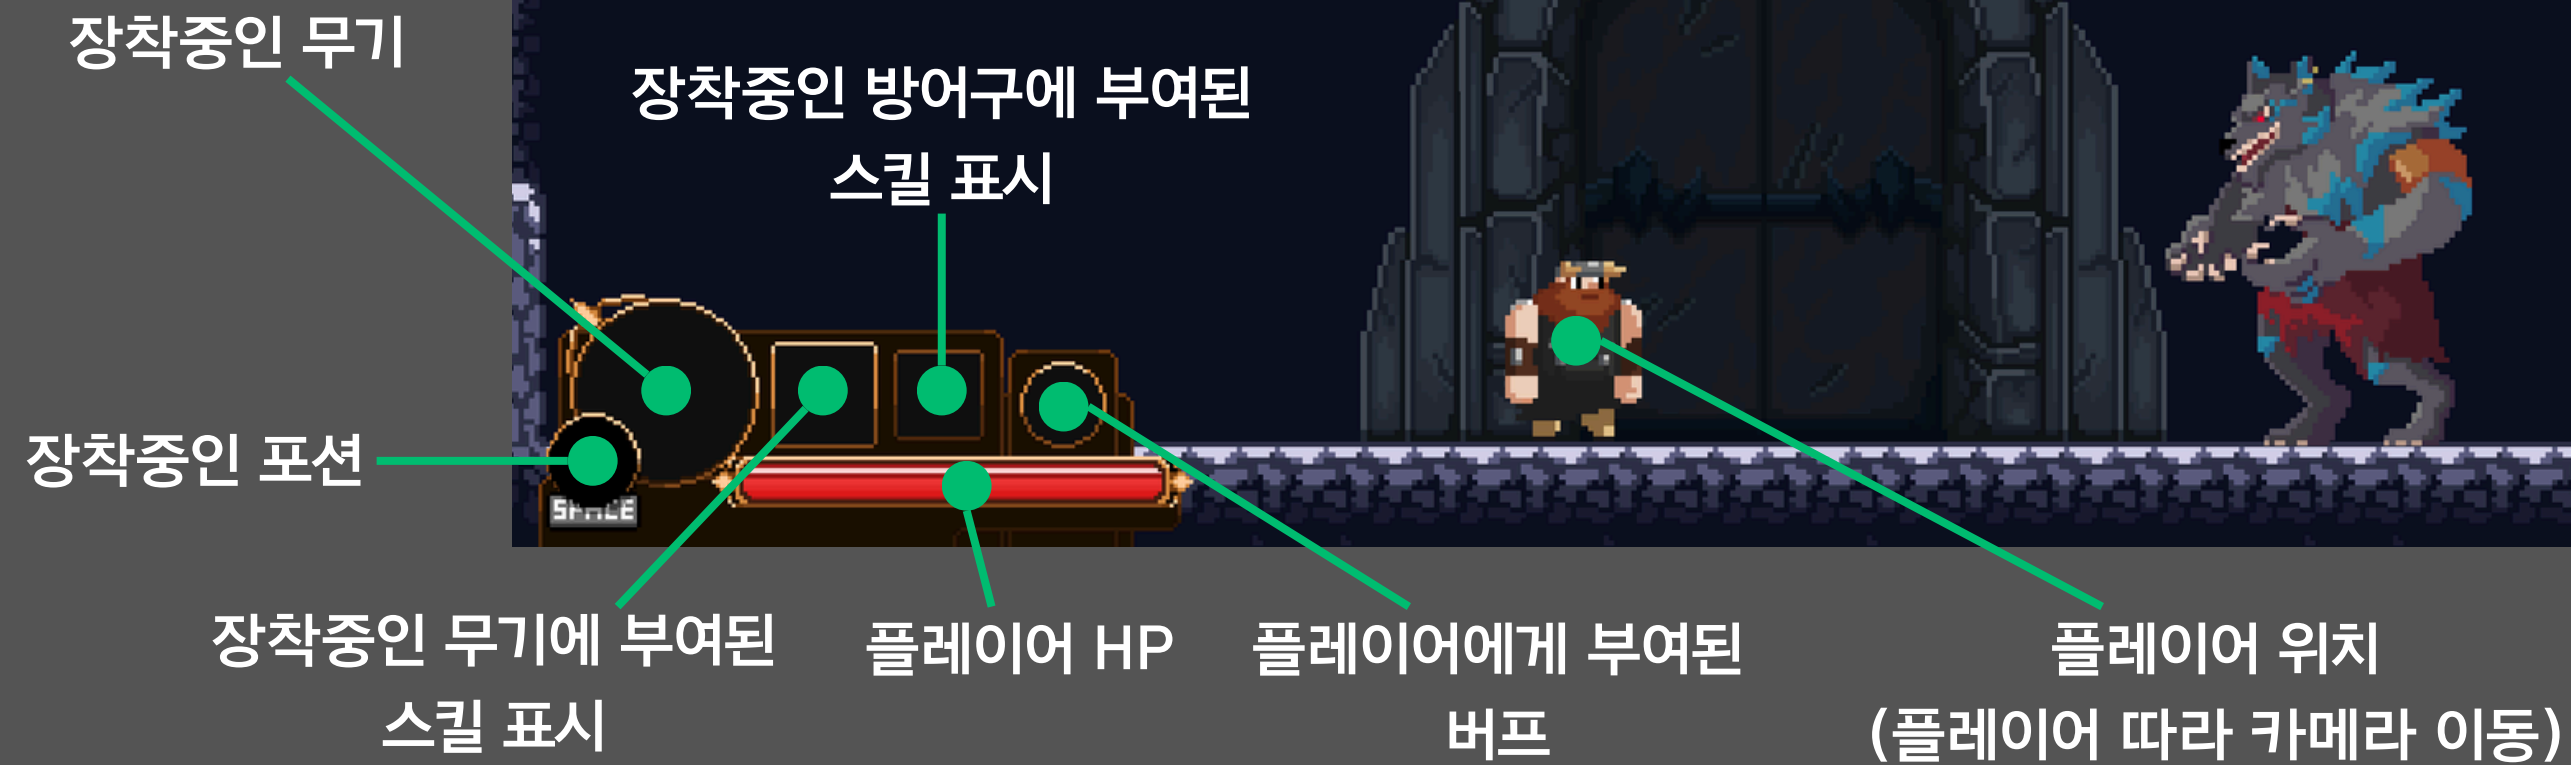 장착중인 무기
장착중인 방어구에 부여된
스킬 표시
장착중인 포션
SPACE
장착중인 무기에 부여된
스킬 표시
플레이어 HP
플레이어에게 부여된
버프
플레이어 위치
(플레이어 따라 카메라 이동)